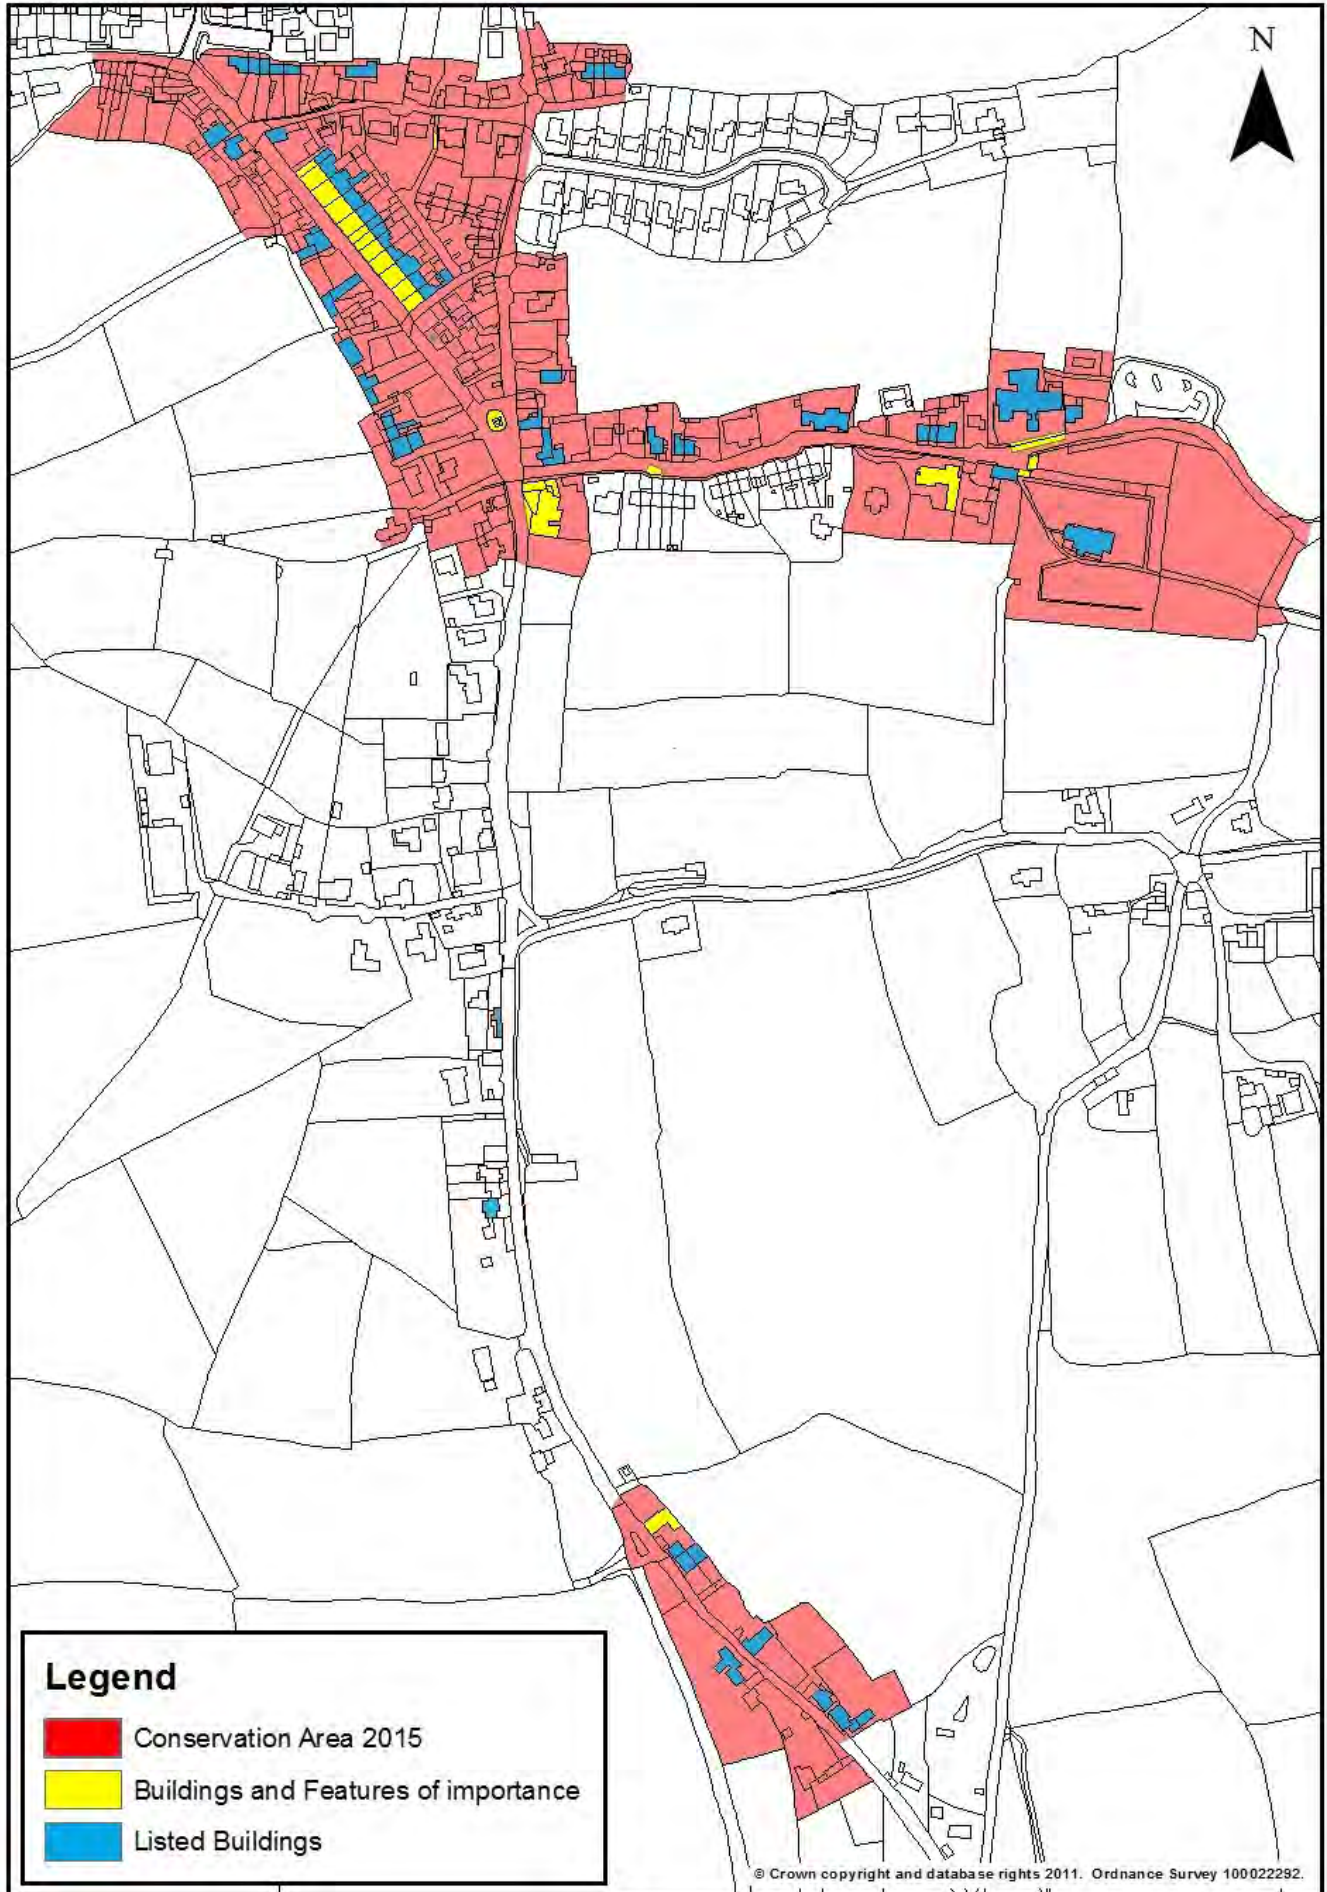 N
Legend
Conservation Area 2015
Buildings and Features of importance
Listed Buildings
© Crown copyright and database rights 2011. Ordnance Survey 100022292.